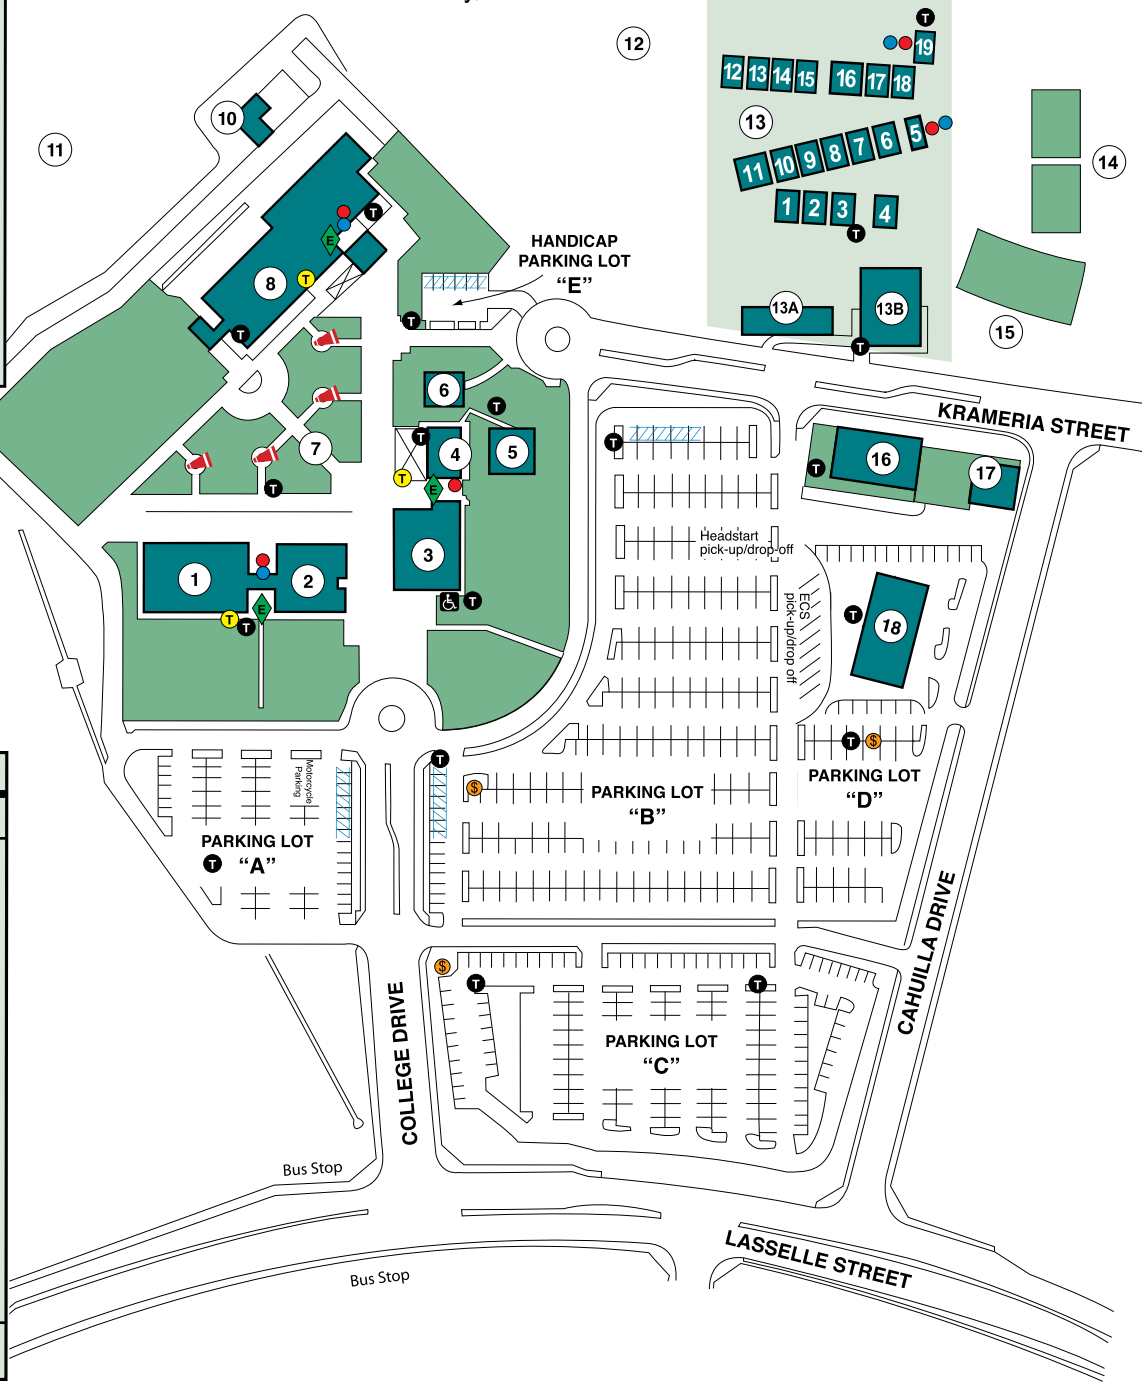 T
12
19
12 13 14 15 16 17 18
10
13
5
11 10 9 8 7 6
11
14
1 2 3 4
T
T
E
HANDICAP
PARKING LOT
“E”
8
T
13A
13B
T
T
15
T
6
T
KRAMERIA STREET
7
T
4
5
T
16
17
T
T
E
T
3
Headstart
pick-up/drop-off
1
2
ECS
pick-up/drop off
E
T
T
T
T
18
T
$
T
Motorcycle
Parking
PARKING LOT
“D”
$
PARKING LOT
“B”
PARKING LOT
T
“A”
CAHUILLA DRIVE
$
T
T
COLLEGE DRIVE
PARKING LOT
“C”
Bus Stop
LASSELLE STREET
Bus Stop